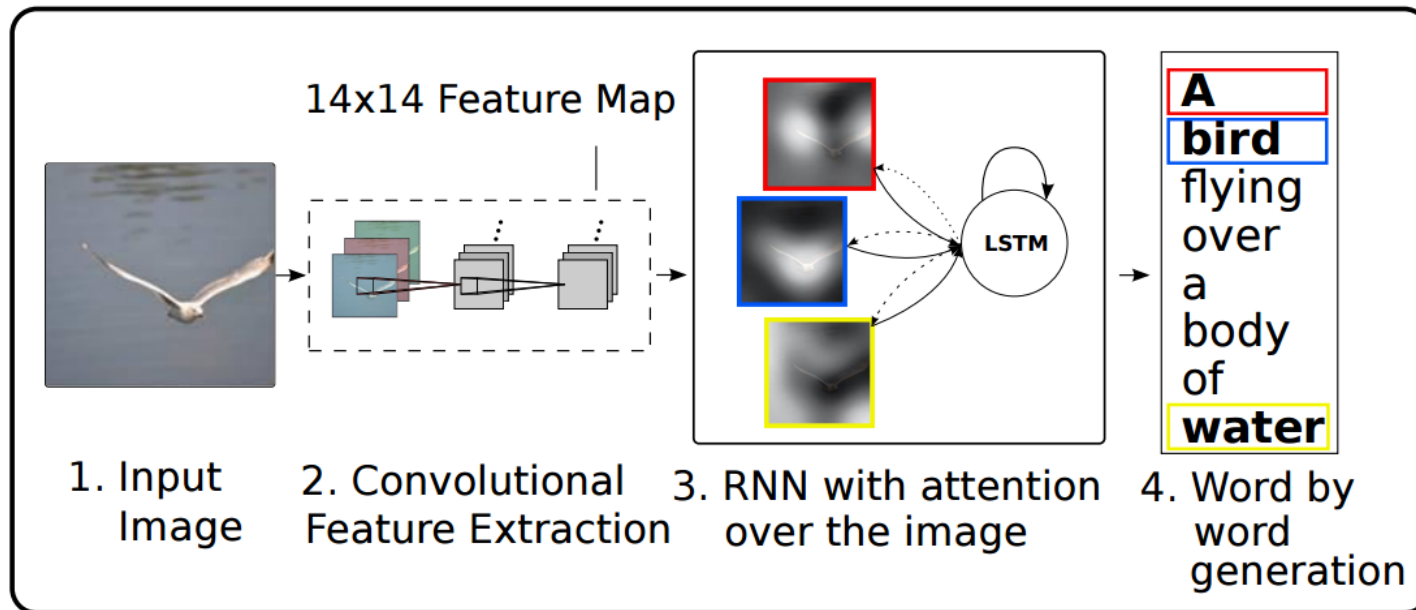 14x14 Feature Map
LSTM
A
bird
flying
over
a
body
of
water
1. Input
Image
2. Convolutional
Feature Extraction
3. RNN with attention
over the image
4. Word by
word
generation